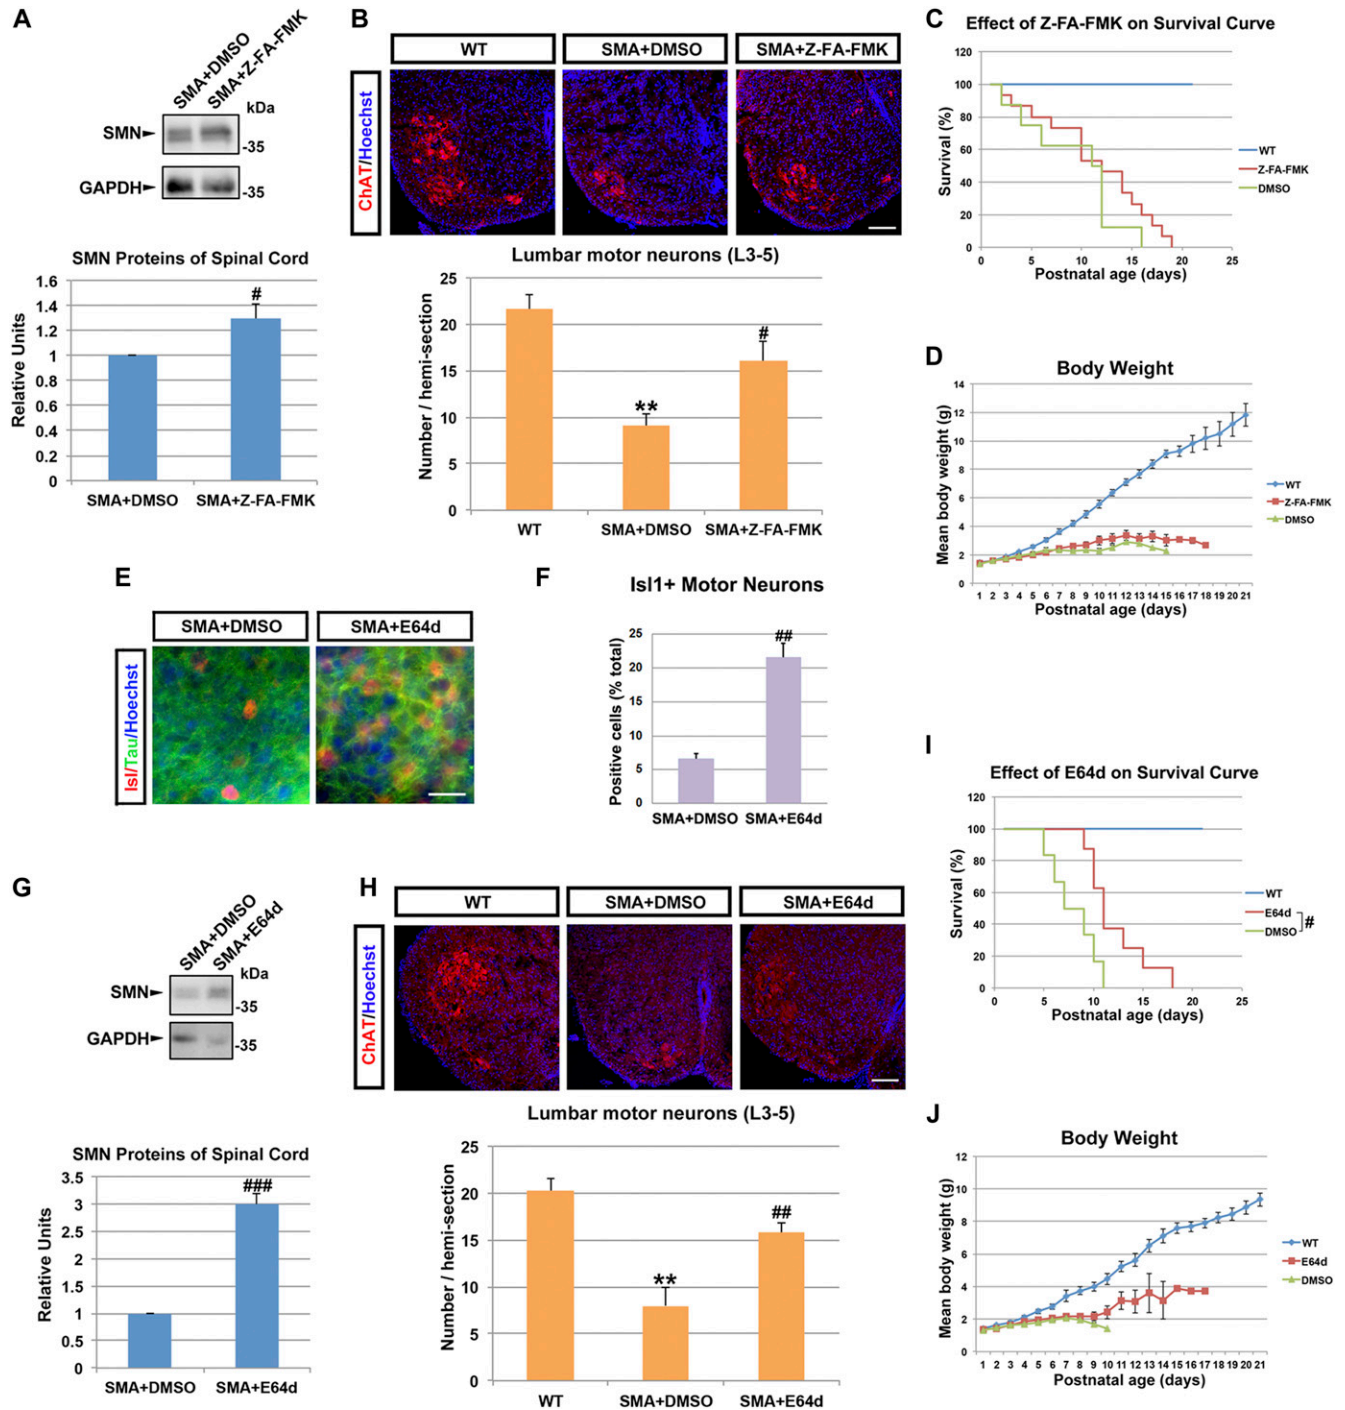 A
SMA+DMSO
SMA+Z-FA-FMK
kDa
SMN
-35
GAPDH
-35
SMN Proteins of Spinal Cord
Relative Units
1.6
1.4
1.2
1
0.8
0.6
0.4
0.2
0
#
SMA+DMSO SMA+Z-FA-FMK
B
WT SMA+DMSO SMA+Z-FA-FMK
ChAT/Hoechst
Lumbar motor neurons (L3-5)
Number / hemi-section
25
20
15
10
5
0
**
#
WT SMA+DMSO SMA+Z-FA-FMK
C
Effect of Z-FA-FMK on Survival Curve
Survival (%)
120
100
80
60
40
20
0
0 5 10 15 20 25
Postnatal age (days)
WT
Z-FA-FMK
DMSO
D
Body Weight
Mean body weight (g)
14
12
10
8
6
4
2
0
1 2 3 4 5 6 7 8 9 10 11 12 13 14 15 16 17 18 19 20 21
Postnatal age (days)
WT
Z-FA-FMK
DMSO
E
SMA+DMSO SMA+E64d
Isl/Tau/Hoechst
F
Isl1+ Motor Neurons
Positive cells (% total)
25
20
15
10
5
0
##
SMA+DMSO SMA+E64d
G
SMA+DMSO
SMA+E64d
kDa
SMN
-35
GAPDH
-35
SMN Proteins of Spinal Cord
Relative Units
3.5
3
2.5
2
1.5
1
0.5
0
###
SMA+DMSO SMA+E64d
H
WT SMA+DMSO SMA+E64d
ChAT/Hoechst
Lumbar motor neurons (L3-5)
Number / hemi-section
25
20
15
10
5
0
**
##
WT SMA+DMSO SMA+E64d
I
Effect of E64d on Survival Curve
Survival (%)
120
100
80
60
40
20
0
0 5 10 15 20 25
Postnatal age (days)
WT
E64d
DMSO
#
J
Body Weight
Mean body weight (g)
12
10
8
6
4
2
0
1 2 3 4 5 6 7 8 9 10 11 12 13 14 15 16 17 18 19 20 21
Postnatal age (days)
WT
E64d
DMSO